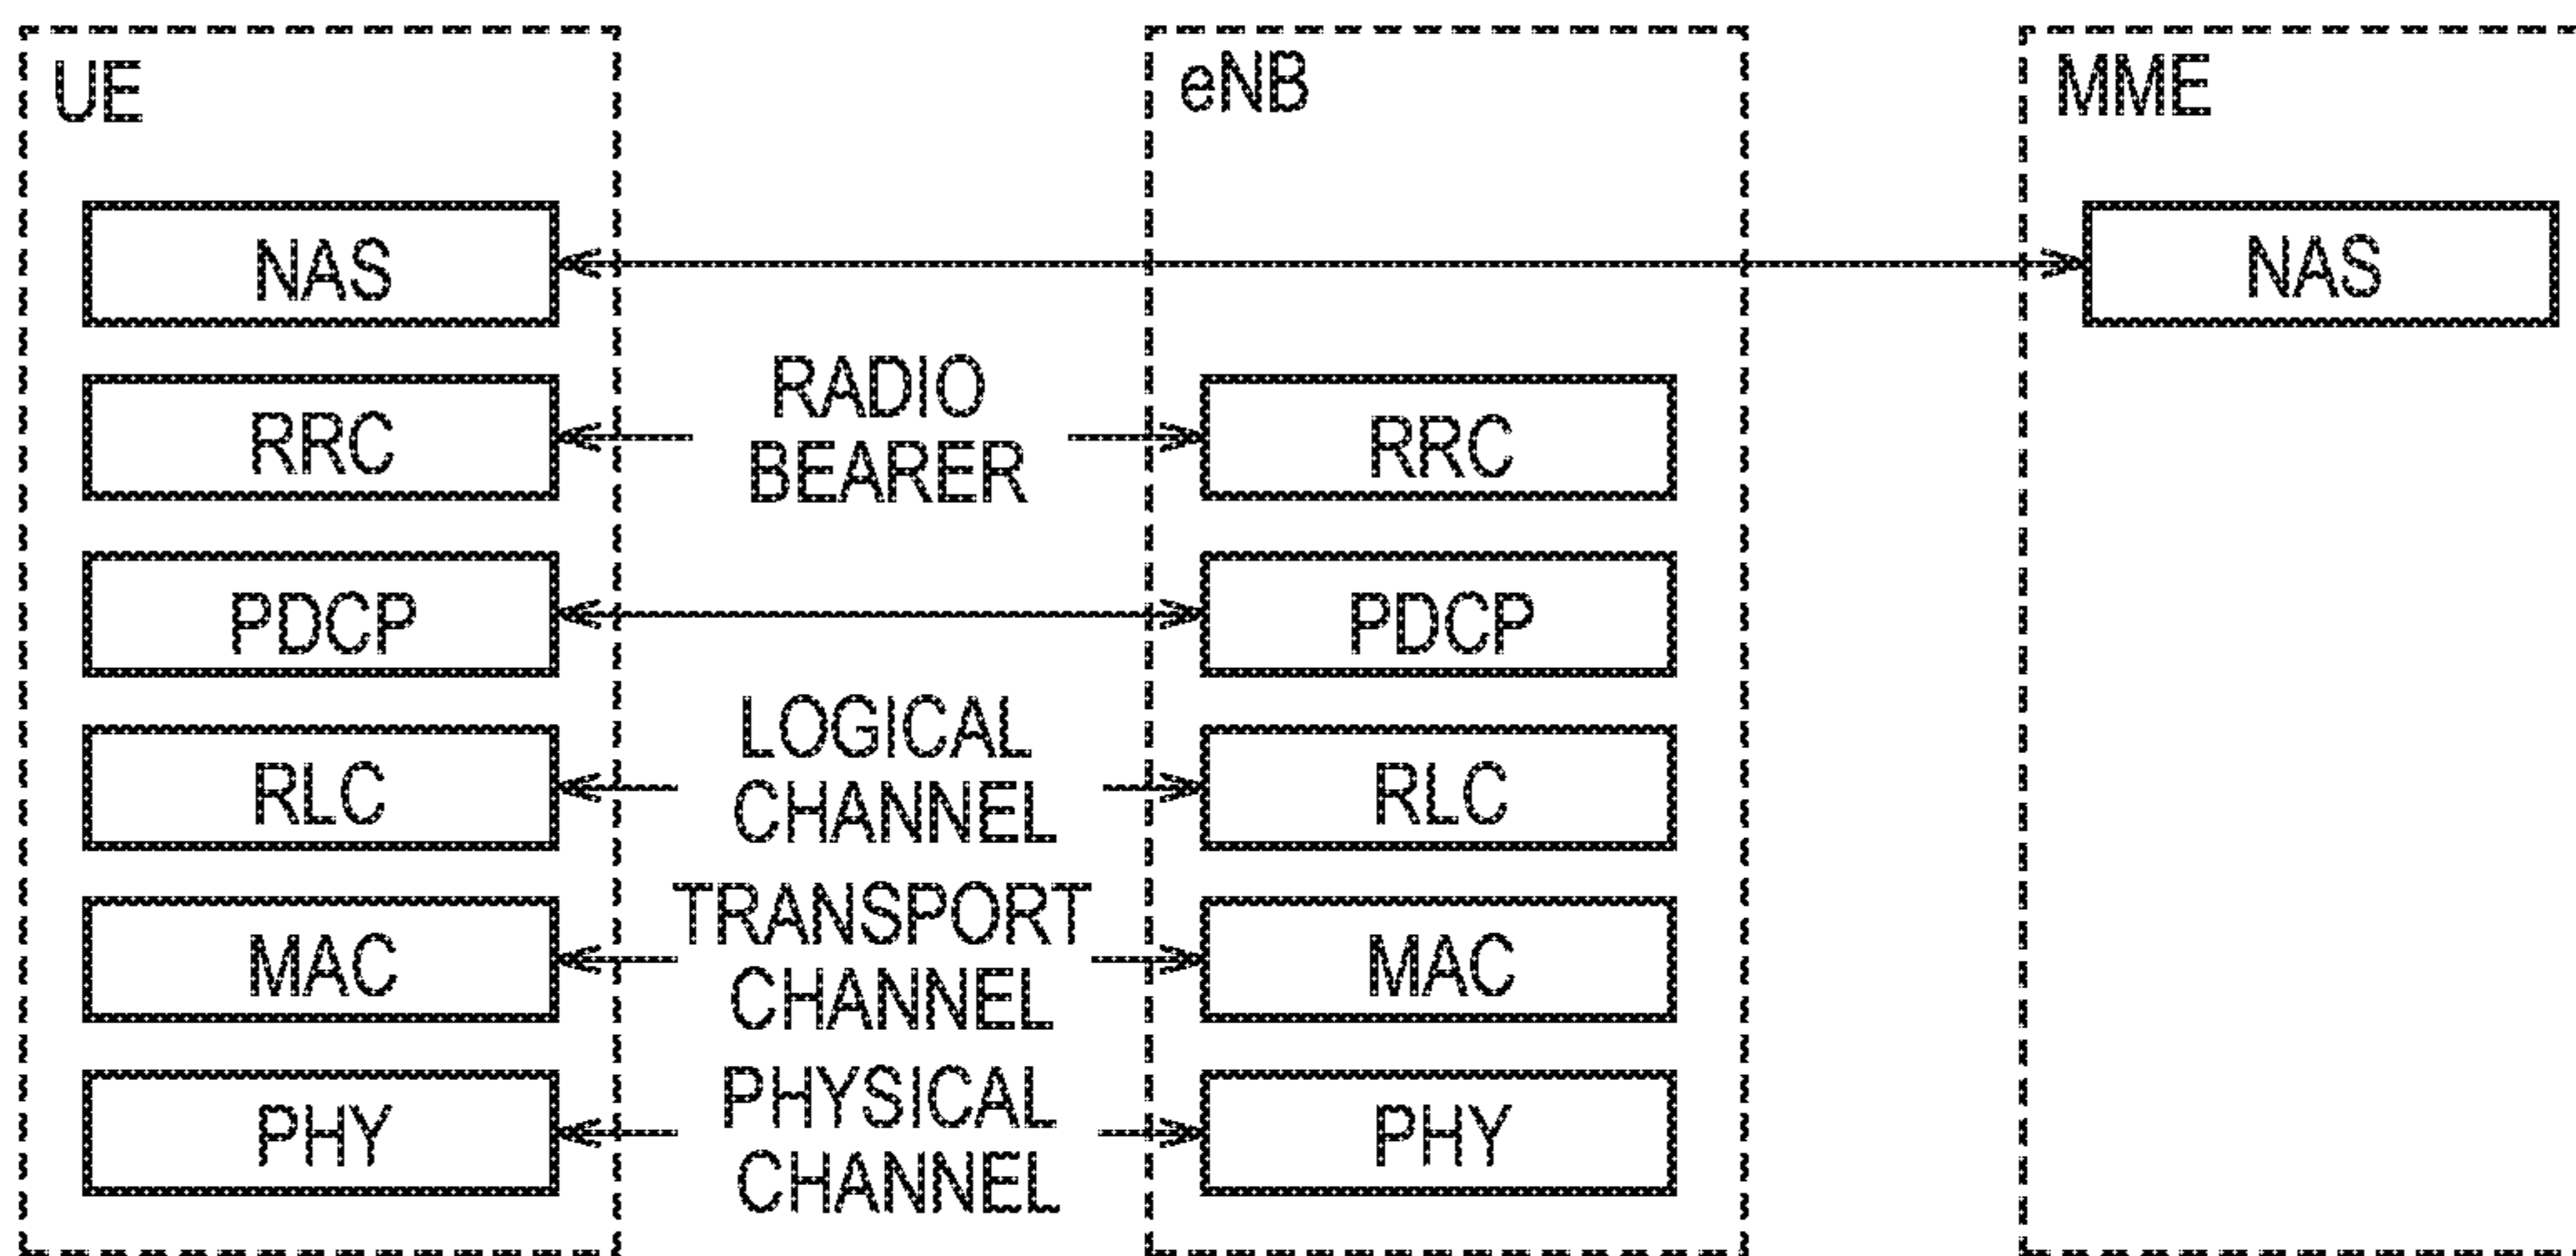 UE
eNB
MME
NAS
NAS
RADIO
BEARER
RRC
RRC
PDCP
PDCP
LOGICAL
CHANNEL
RLC
RLC
TRANSPORT
CHANNEL
MAC
MAC
PHYSICAL
CHANNEL
PHY
PHY